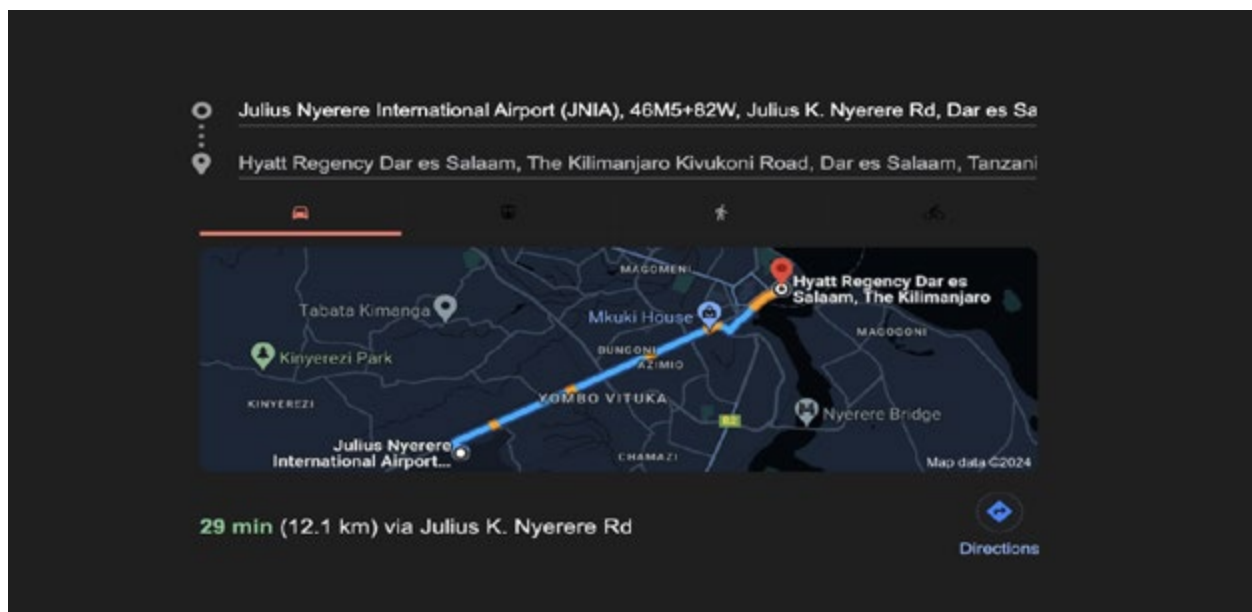 Julius Nyerere International Airport (JNIA), 46M5+82W, Julius K. Nyerere Rd, Dar es Sa
Hyatt Regency Dar es Salaam, The Kilimanjaro Kivukoni Road, Dar es Salaam, Tanzani
MAGOMENI
Hyatt Regency Dar es
Salaam, The Kilimanjaro
Tabata Kimanga
Mkuki House
MAGOGONI
Kinyerezi Park
BUNGONI
AZIMIO
KINYEREZI
YOMBO VITUKA
Nyerere Bridge
B2
Julius Nyerere
International Airport...
CHAMAZI
Map data ©2024
29 min (12.1 km) via Julius K. Nyerere Rd
Directions